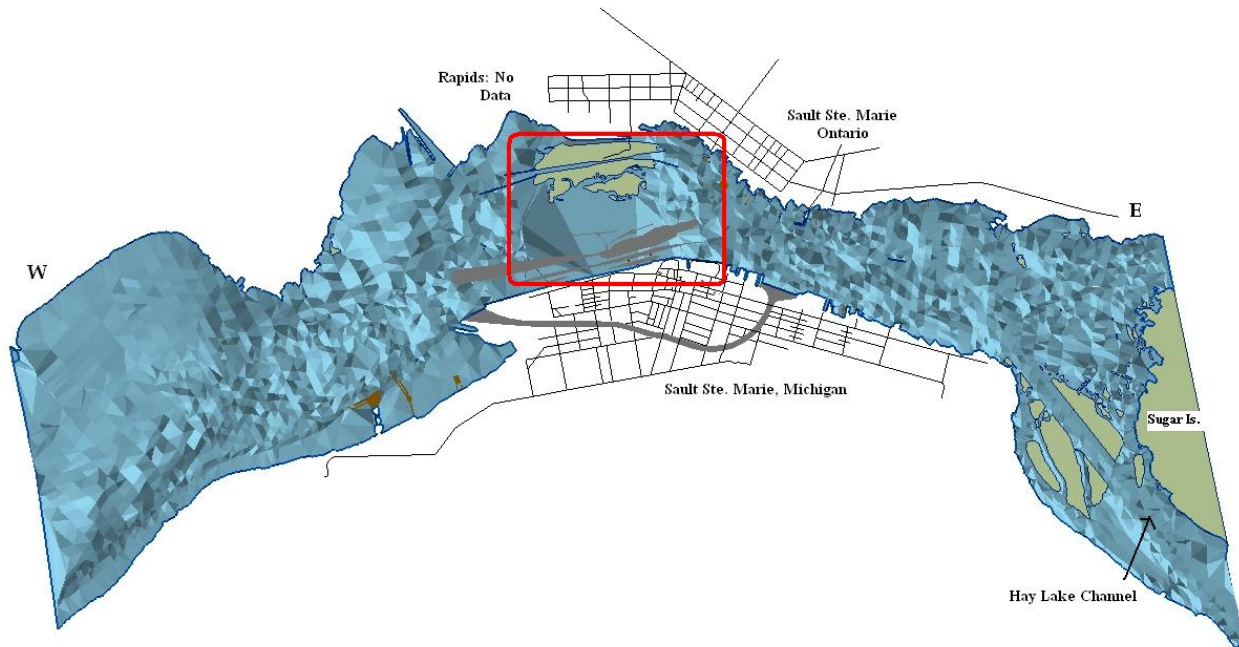 Rapids: No
Data
Sault Ste. Marie
Ontario
E
W
Sault Ste. Marie, Michigan
Sugar Is.
Hay Lake Channel